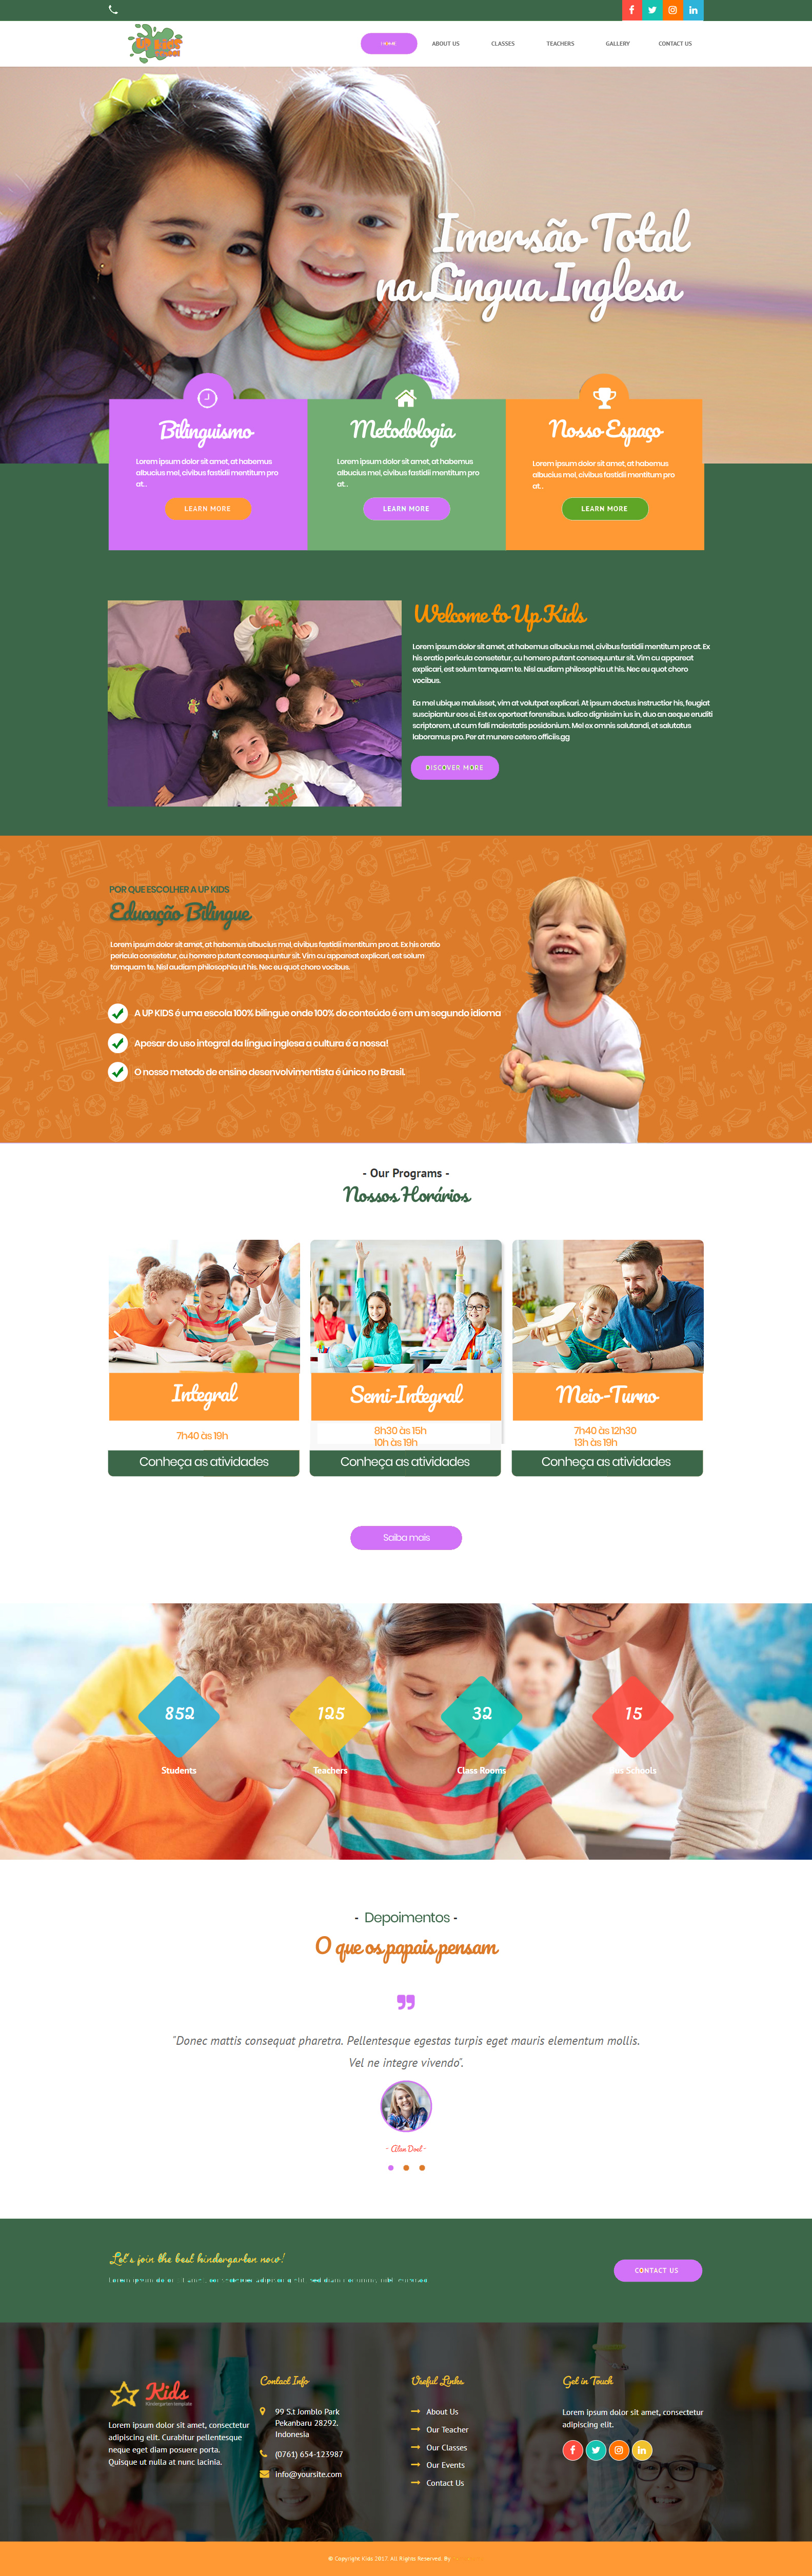 UP KIDS
HOME
ABOUT US
CLASSES
TEACHERS
GALLERY
CONTACT US
Imersão Total
na Lingua Inglesa
Bilinguismo
Lorem ipsum dolor sit amet, at habemus
albucius mel, civibus fastidii mentitum pro
at..
LEARN MORE
Metodologia
Lorem ipsum dolor sit amet, at habemus
albucius mel, civibus fastidii mentitum pro
at..
LEARN MORE
Nosso Espaço
Lorem ipsum dolor sit amet, at habemus
albucius mel, civibus fastidii mentitum pro
at..
LEARN MORE
Welcome to Up Kids
Lorem ipsum dolor sit amet, at habemus albucius mel, civibus fastidii mentitum pro at. Ex
his oratio pericula consetetur, cu homero putant consequuntur sit. Vim cu appareat
explicari, est solum tamquam te. Nisl audiam philosophia ut his. Nec eu quot choro
vocibus.
Ea mel ubique maluisset, vim at volutpat explicari. At ipsum doctus instructior his, feugiat
suscipiantur eos ei. Est ex oporteat forensibus. Iudico dignissim ius in, duo an aeque eruditi
scriptorem, ut cum falli maiestatis posidonium. Mel ex omnis salutandi, et salutatus
laboramus pro. Per at munere cetero officiis.gg
DISCOVER MORE
POR QUE ESCOLHER A UP KIDS
Educação Bilingue
Lorem ipsum dolor sit amet, at habemus albucius mel, civibus fastidii mentitum pro at. Ex his oratio
pericula consetetur, cu homero putant consequuntur sit. Vim cu appareat explicari, est solum
tamquam te. Nisl audiam philosophia ut his. Nec eu quot choro vocibus.
A UP KIDS é uma escola 100% bilingue onde 100% do conteúdo é em um segundo idioma
Apesar do uso integral da língua inglesa a cultura é a nossa!
O nosso metodo de ensino desenvolvimentista é único no Brasil.
- Our Programs -
Nossos Horários
Integral
7h40 às 19h
Conheça as atividades
Semi-Integral
8h30 às 15h
10h às 19h
Conheça as atividades
Meio-Turno
7h40 às 12h30
13h às 19h
Conheça as atividades
Saiba mais
852
Students
125
Teachers
32
Class Rooms
15
Bus Schools
- Depoimentos -
O que os papais pensam
"Donec mattis consequat pharetra. Pellentesque egestas turpis eget mauris elementum mollis.
Vel ne integre vivendo".
- Alan Doel -
Let's join the best kindergarten now!
CONTACT US
Kids
Kindergarten template
Lorem ipsum dolor sit amet, consectetur
adipiscing elit. Curabitur pellentesque
neque eget diam posuere porta.
Quisque ut nulla at nunc lacinia.
Contact Info
99 S.t Jomblo Park
Pekanbaru 28292.
Indonesia
(0761) 654-123987
info@yoursite.com
Useful Links
About Us
Our Teacher
Our Classes
Our Events
Contact Us
Get in Touch
Lorem ipsum dolor sit amet, consectetur
adipiscing elit.
© Copyright Kids 2017. All Rights Reserved. By